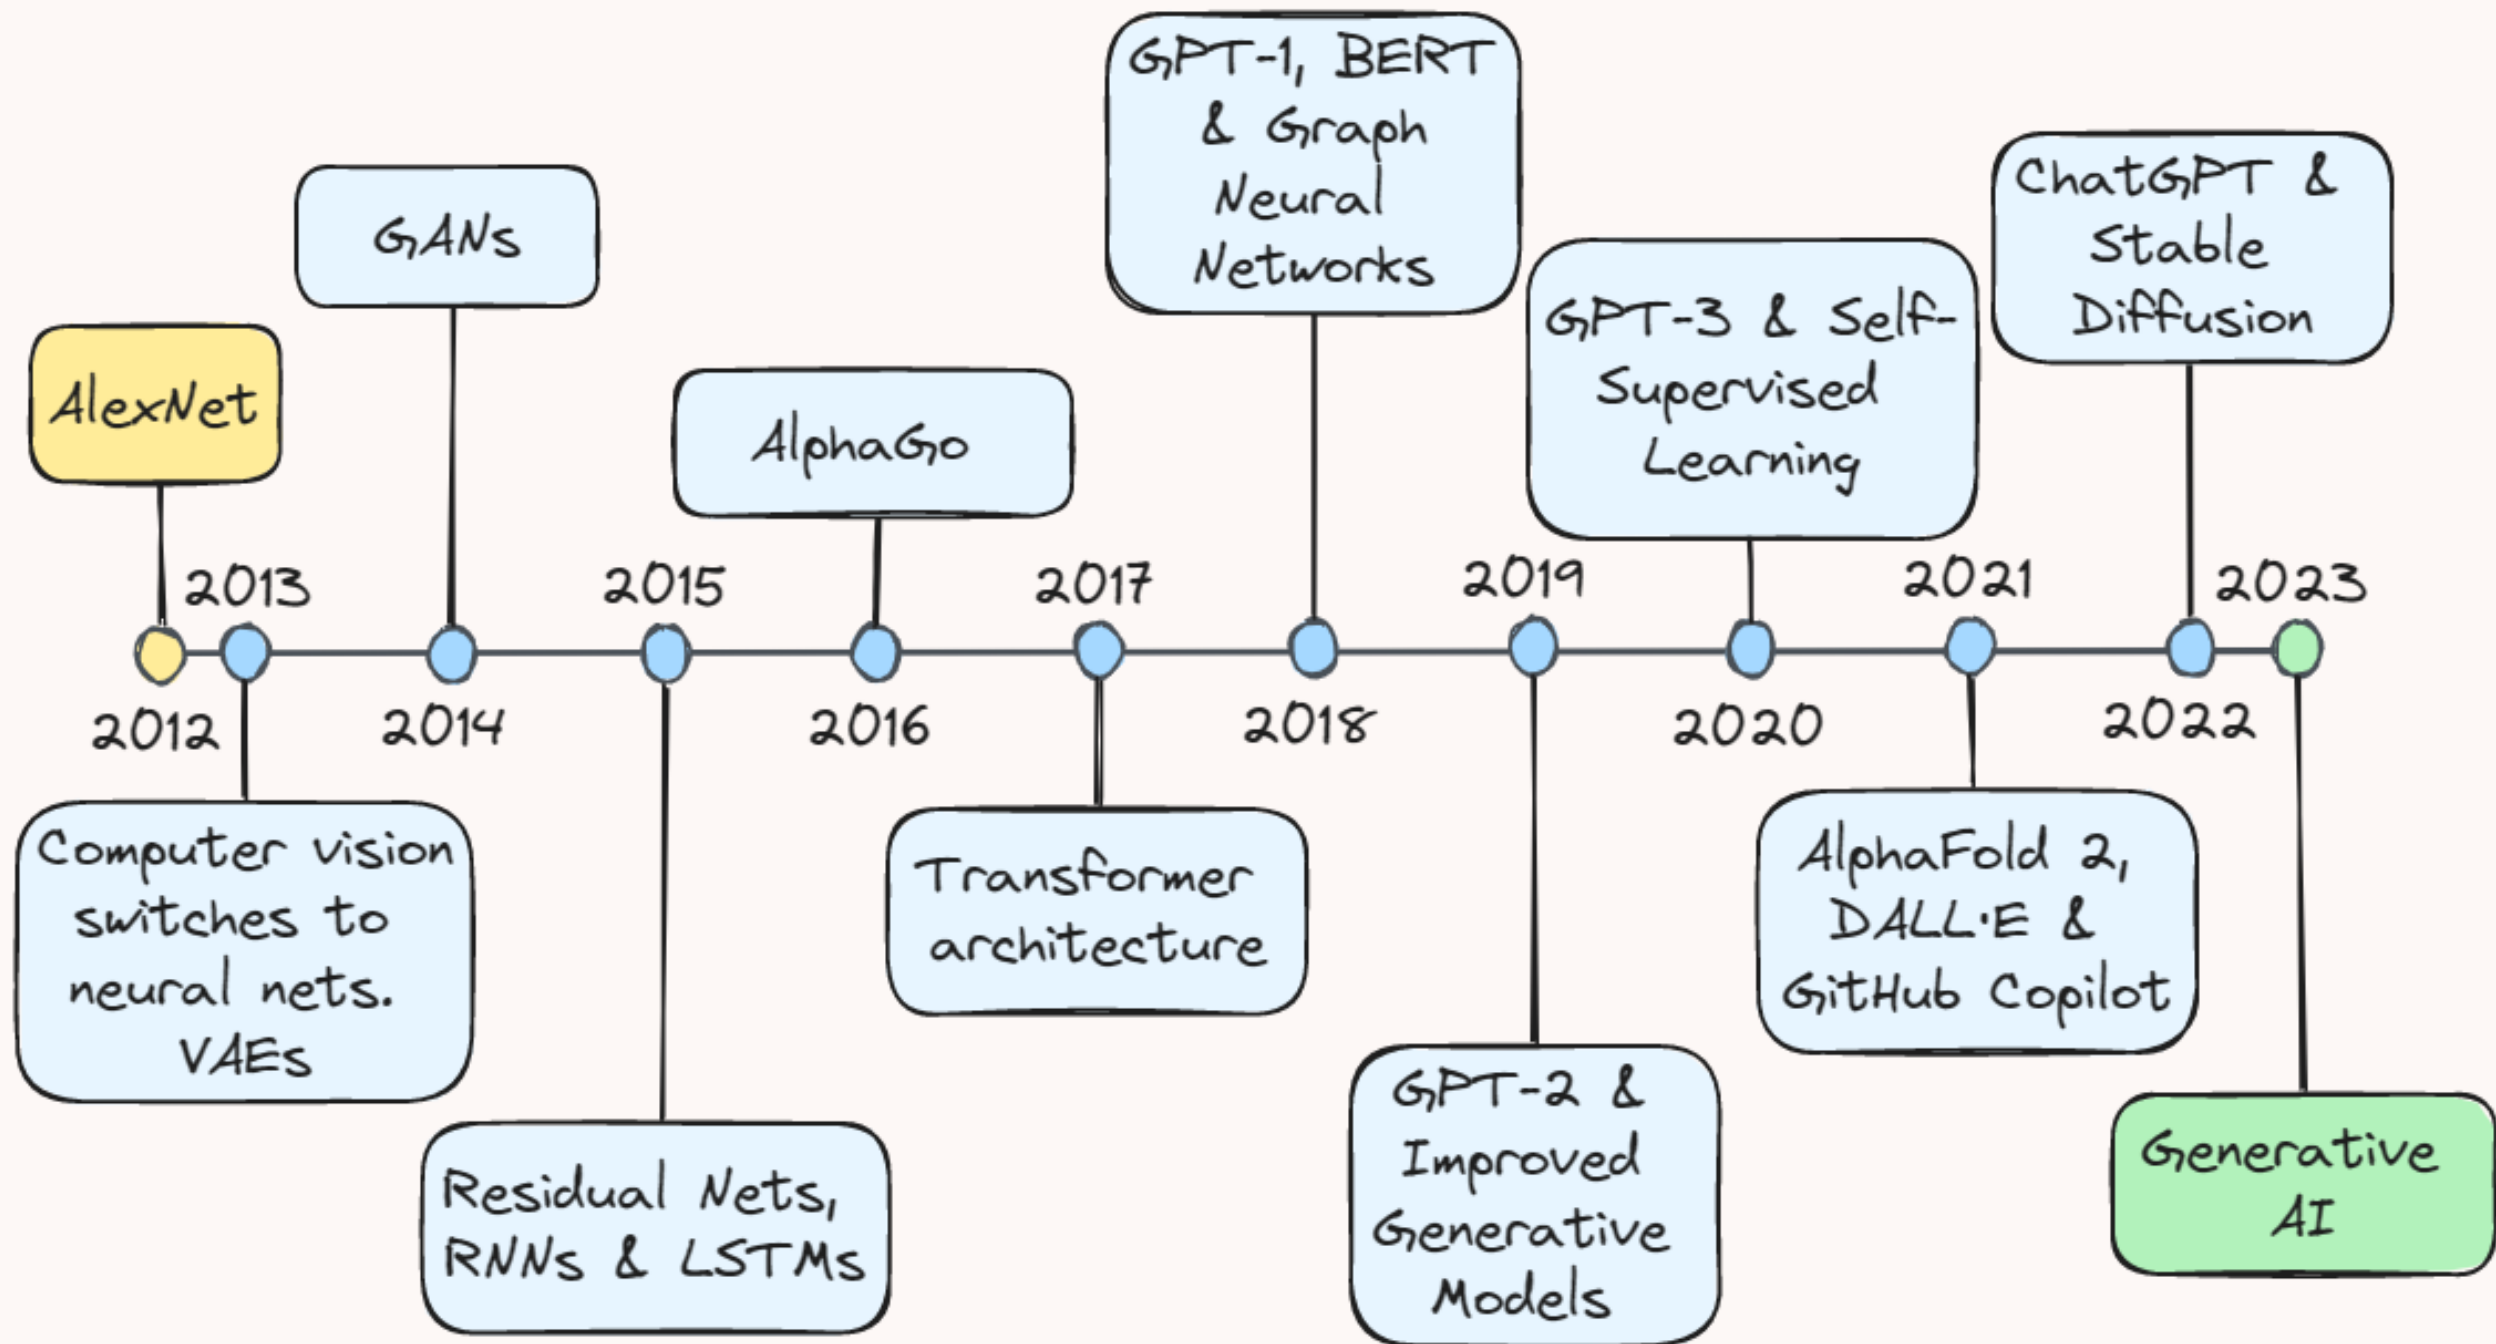 AlexNet
2012
2013
Computer vision
switches to
neural nets.
VAEs
GANs
2014
2015
Residual Nets,
RNNs & LSTMs
AlphaGo
2016
2017
Transformer
architecture
GPT-1, BERT
& Graph
Neural
Networks
2018
2019
GPT-2 &
Improved
Generative
Models
GPT-3 & Self-
Supervised
Learning
2020
2021
AlphaFold 2,
DALL·E &
GitHub Copilot
ChatGPT &
Stable
Diffusion
2022
2023
Generative
AI